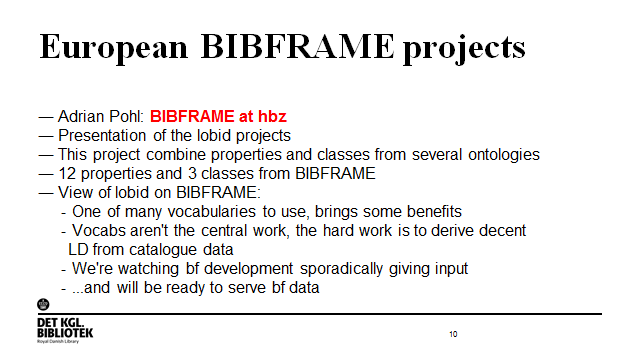 European BIBFRAME projects
— Adrian Pohl: BIBFRAME at hbz
— Presentation of the lobid projects
— This project combine properties and classes from several ontologies
— 12 properties and 3 classes from BIBFRAME
— View of lobid on BIBFRAME:
- One of many vocabularies to use, brings some benefits
- Vocabs aren't the central work, the hard work is to derive decent
LD from catalogue data
- We're watching bf development sporadically giving input
- ...and will be ready to serve bf data
DET KGL.
BIBLIOTEK
Royal Danish Library
10